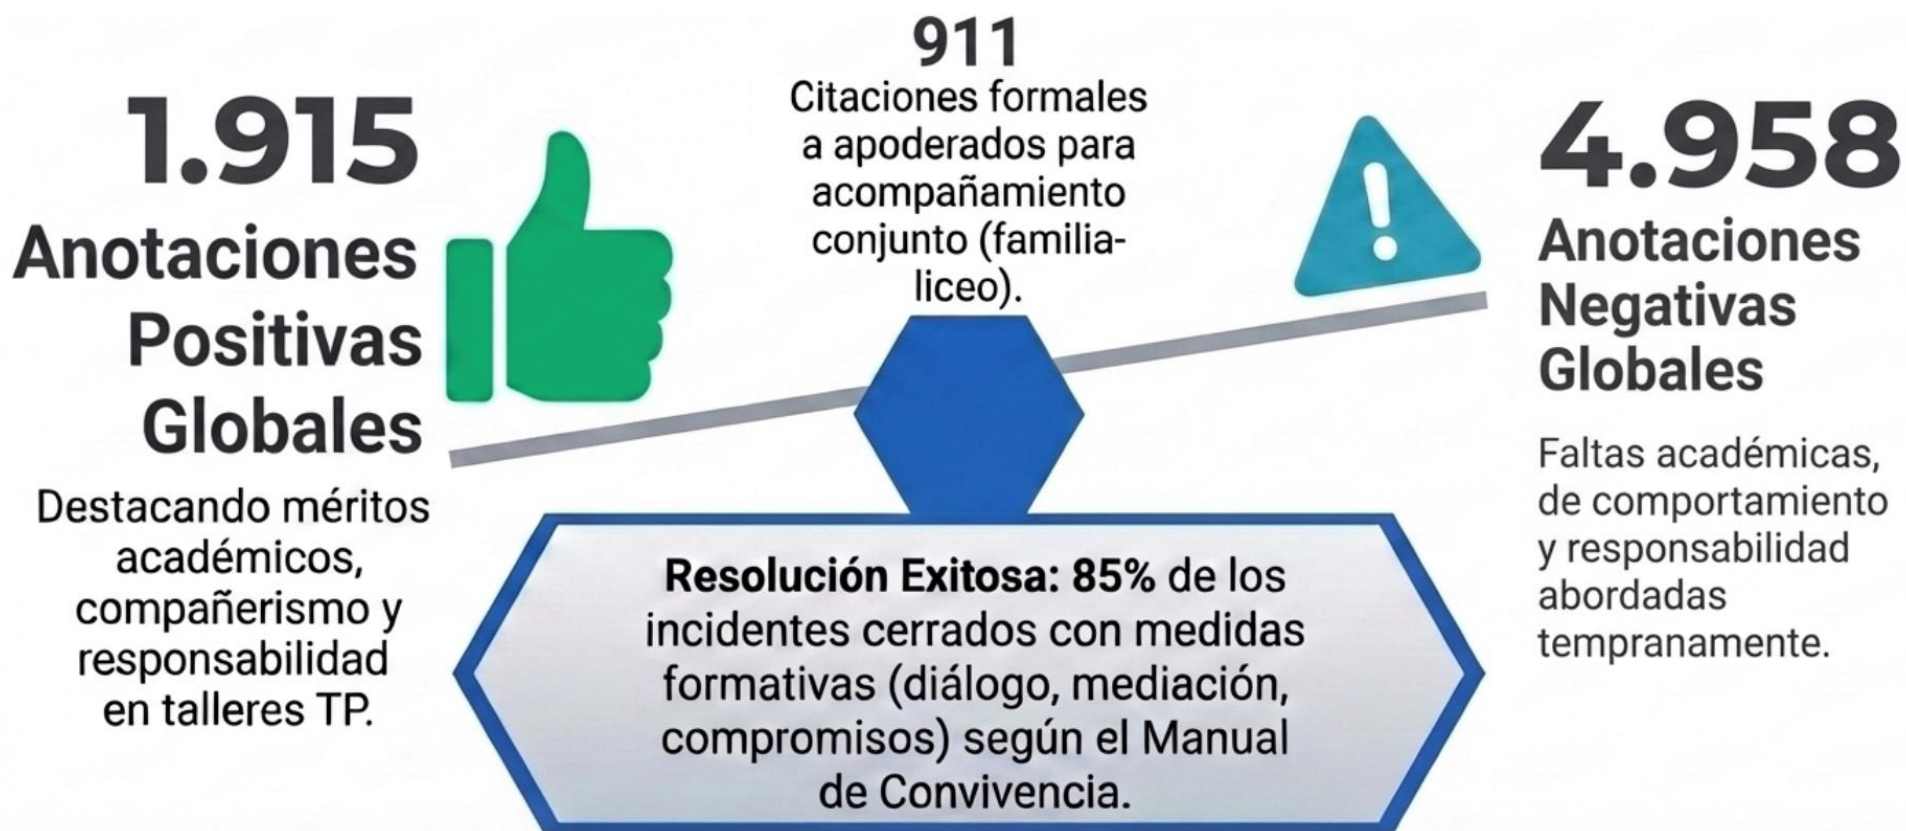 1.915
Anotaciones
Positivas
Globales
Destacando méritos
académicos,
compañerismo y
responsabilidad
en talleres TP.
911
Citaciones formales
a apoderados para
acompañamiento
conjunto (familia-
liceo).
4.958
Anotaciones
Negativas
Globales
Faltas académicas,
de comportamiento
y responsabilidad
abordadas
tempranamente.
Resolución Exitosa: 85% de los
incidentes cerrados con medidas
formativas (diálogo, mediación,
compromisos) según el Manual
de Convivencia.